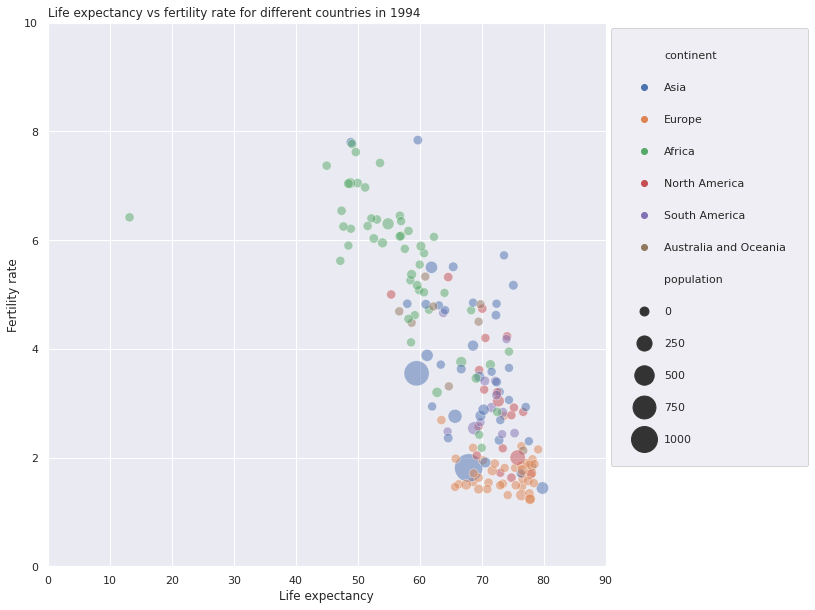 Life expectancy vs fertility rate for different countries in 1994
10
8
6
4
2
0
Fertility rate
0 10 20 30 40 50 60 70 80 90
Life expectancy
continent
Asia
Europe
Africa
North America
South America
Australia and Oceania
population
0
250
500
750
1000